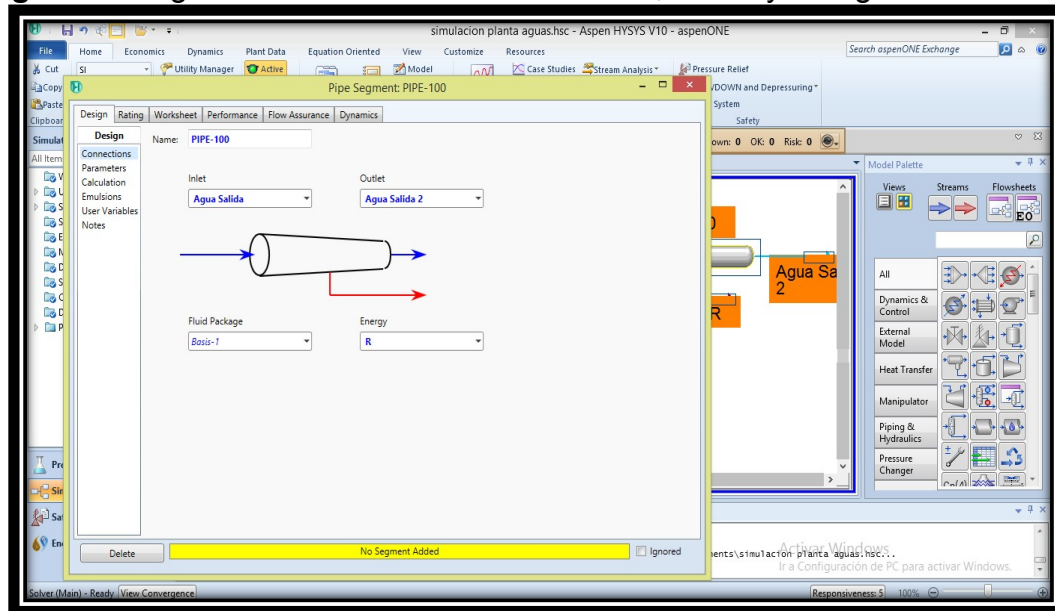 simulacion planta aguas.hsc - Aspen HYSYS V10 - aspenONE
File Home Economics Dynamics Plant Data Equation Oriented View Customize Resources Search aspenONE Exchange
Cut SI Utility Manager Active Model Case Studies Stream Analysis Pressure Relief
Copy Pipe Segment: PIPE-100 DOWN and Depressuring
Paste System
Clipboar Design Rating Worksheet Performance Flow Assurance Dynamics Safety
Simulat Design Name: PIPE-100 own: 0 OK: 0 Risk: 0
All Item Connections Model Palette
Parameters Inlet Outlet Views Streams Flowsheets
Calculation
Emulsions Agua Salida Agua Salida 2
User Variables EO
Notes
Agua Sa All
2
R Dynamics &
Control
Fluid Package Energy External
Model
Basis-1 R
Heat Transfer
Manipulator
Piping &
Hydraulics
Pressure
Changer
Pr
Sir
Sa
En
Delete No Segment Added Ignored
ents\simulacion planta aguas.hsc...
Activar Windows
Ir a Configuración de PC para activar Windows.
Solver (Main) - Ready View Convergence Responsiveness: 5 100%